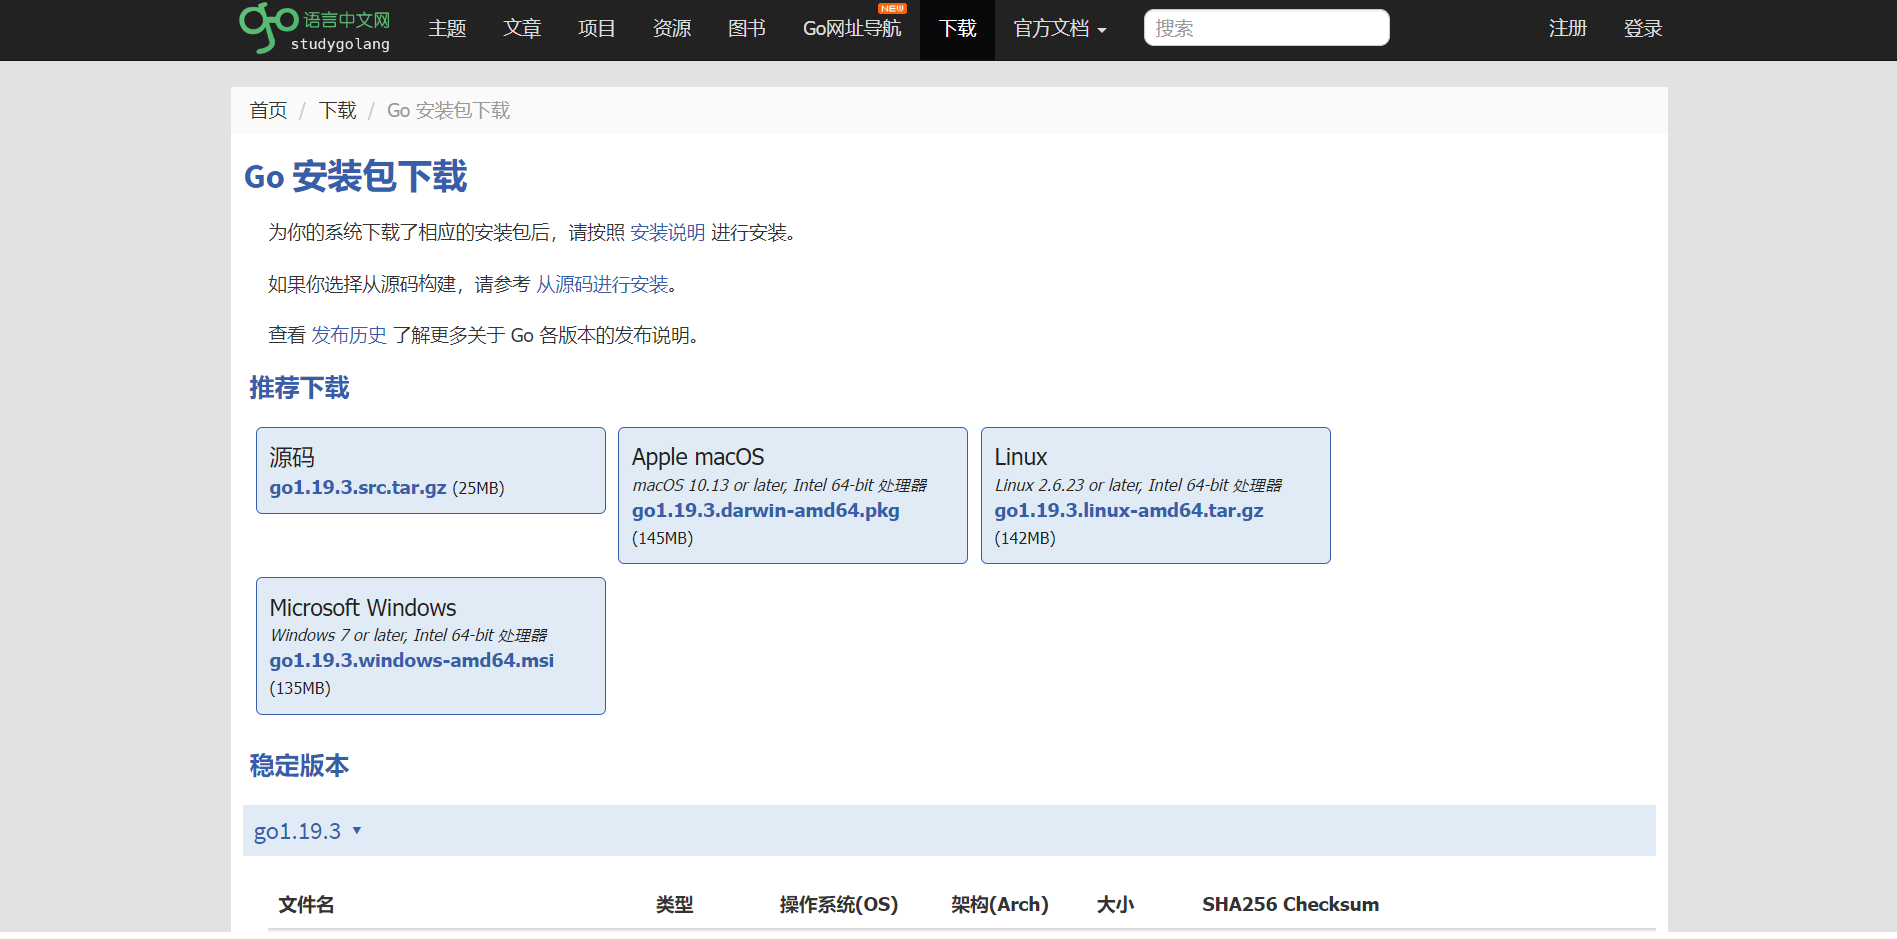 go 语言中文网
studygolang
主题 文章 项目 资源 图书 Go网址导航 NEW 下载 官方文档 搜索 注册 登录
首页 / 下载 / Go 安装包下载
Go 安装包下载
为你的系统下载了相应的安装包后，请按照 安装说明 进行安装。
如果你选择从源码构建，请参考 从源码进行安装。
查看 发布历史 了解更多关于 Go 各版本的发布说明。
推荐下载
源码
go1.19.3.src.tar.gz (25MB)
Apple macOS
macOS 10.13 or later, Intel 64-bit 处理器
go1.19.3.darwin-amd64.pkg
(145MB)
Linux
Linux 2.6.23 or later, Intel 64-bit 处理器
go1.19.3.linux-amd64.tar.gz
(142MB)
Microsoft Windows
Windows 7 or later, Intel 64-bit 处理器
go1.19.3.windows-amd64.msi
(135MB)
稳定版本
go1.19.3 ▾
文件名 类型 操作系统(OS) 架构(Arch) 大小 SHA256 Checksum